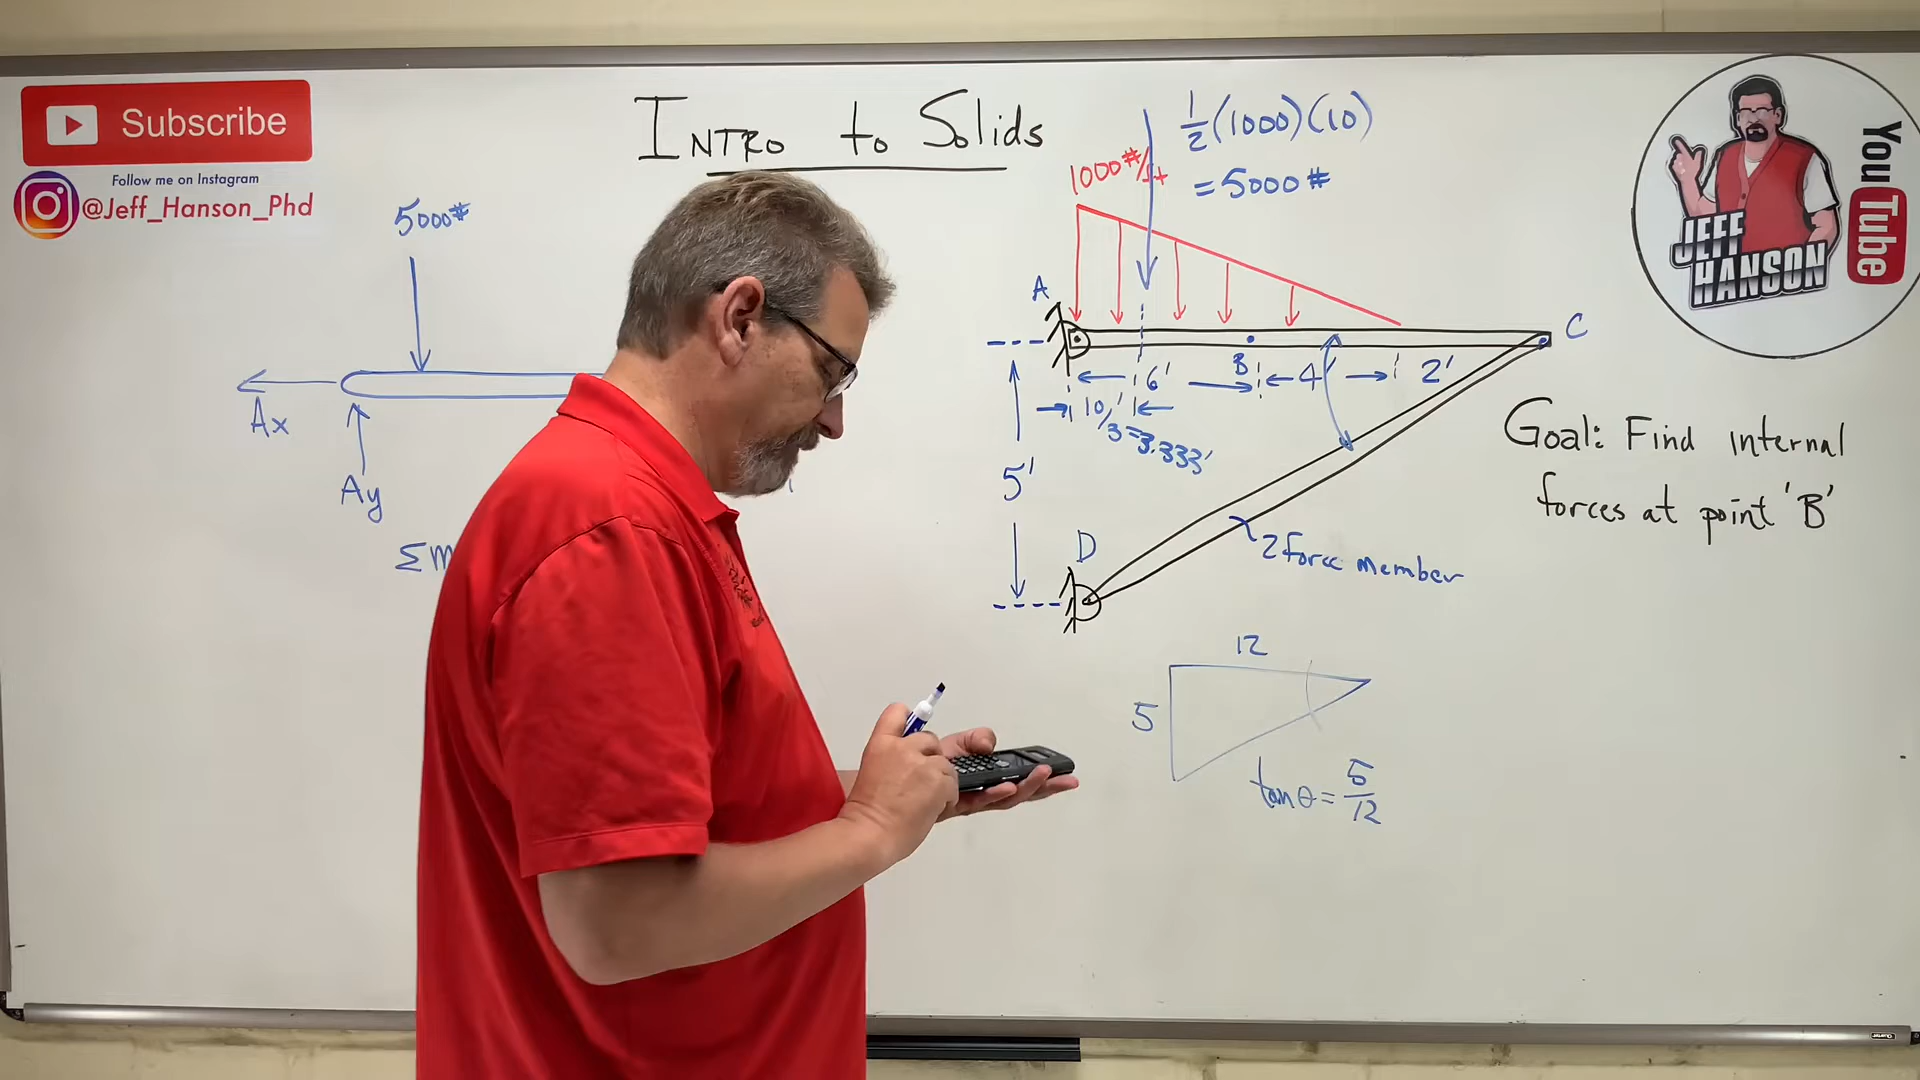 Subscribe
Follow me on Instagram
@Jeff_Hanson_Phd
INTRO to Solids
5000#
Ax
Ay
ΣM
1/2(1000)(10)
=5000#
1000#/ft
A
B
C
6'
4'
2'
10/3'=3.333'
5'
D
2 force member
12
5
tanθ=5/12
Goal: Find internal
forces at point 'B'
JEFF
HANSON
YouTube